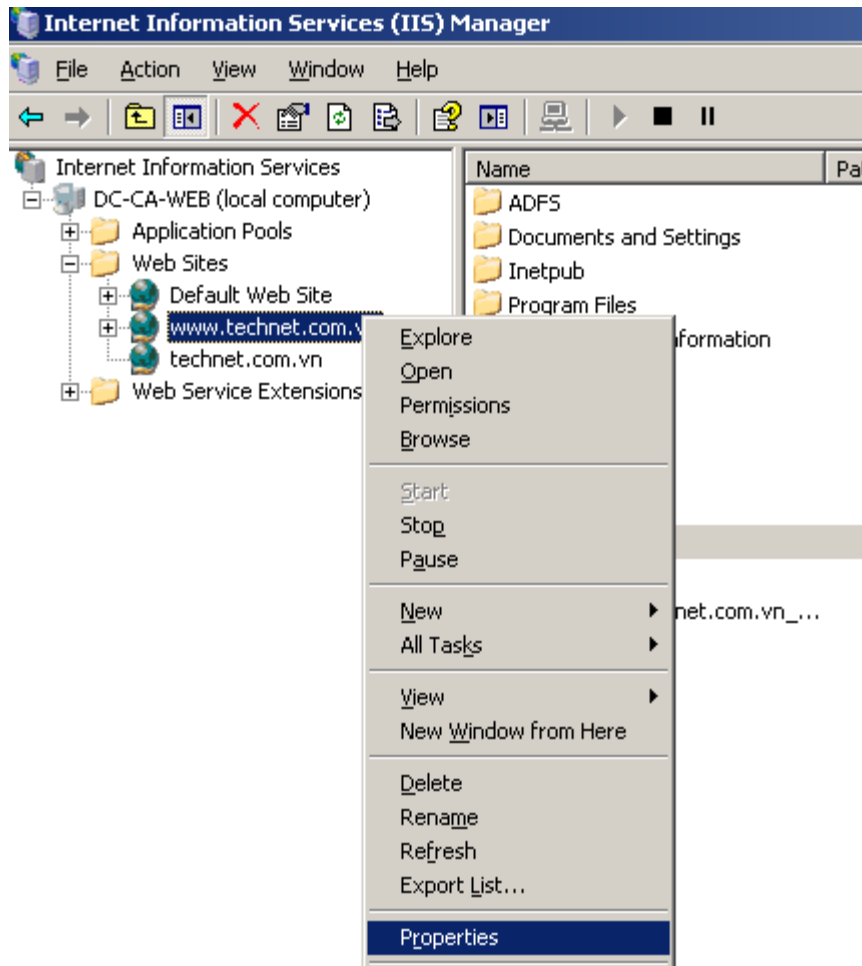 Internet Information Services (IIS) Manager
File Action View Window Help
Internet Information Services
DC-CA-WEB (local computer)
Application Pools
Web Sites
Default Web Site
www.technet.com.v
technet.com.vn
Web Service Extensions
Name
ADFS
Documents and Settings
Inetpub
Program Files
formation
net.com.vn_...
Explore
Open
Permissions
Browse
Start
Stop
Pause
New
All Tasks
View
New Window from Here
Delete
Rename
Refresh
Export List...
Properties